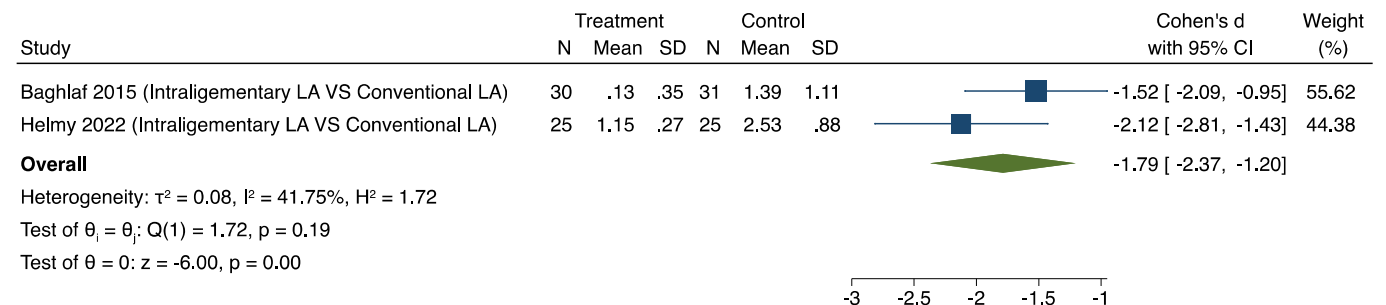 Treatment Control Cohen's d Weight
Study N Mean SD N Mean SD with 95% CI (%)
Baghlaf 2015 (Intraligementary LA VS Conventional LA) 30 .13 .35 31 1.39 1.11 -1.52 [ -2.09, -0.95] 55.62
Helmy 2022 (Intraligementary LA VS Conventional LA) 25 1.15 .27 25 2.53 .88 -2.12 [ -2.81, -1.43] 44.38
Overall -1.79 [ -2.37, -1.20]
Heterogeneity: τ² = 0.08, I² = 41.75%, H² = 1.72
Test of θᵢ = θⱼ: Q(1) = 1.72, p = 0.19
Test of θ = 0: z = -6.00, p = 0.00
-3 -2.5 -2 -1.5 -1